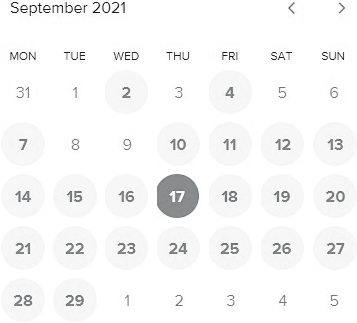 September 2021
MON TUE WED THU FRI SAT SUN
31 1 2 3 4 5 6
7 8 9 10 11 12 13
14 15 16 17 18 19 20
21 22 23 24 25 26 27
28 29 1 2 3 4 5